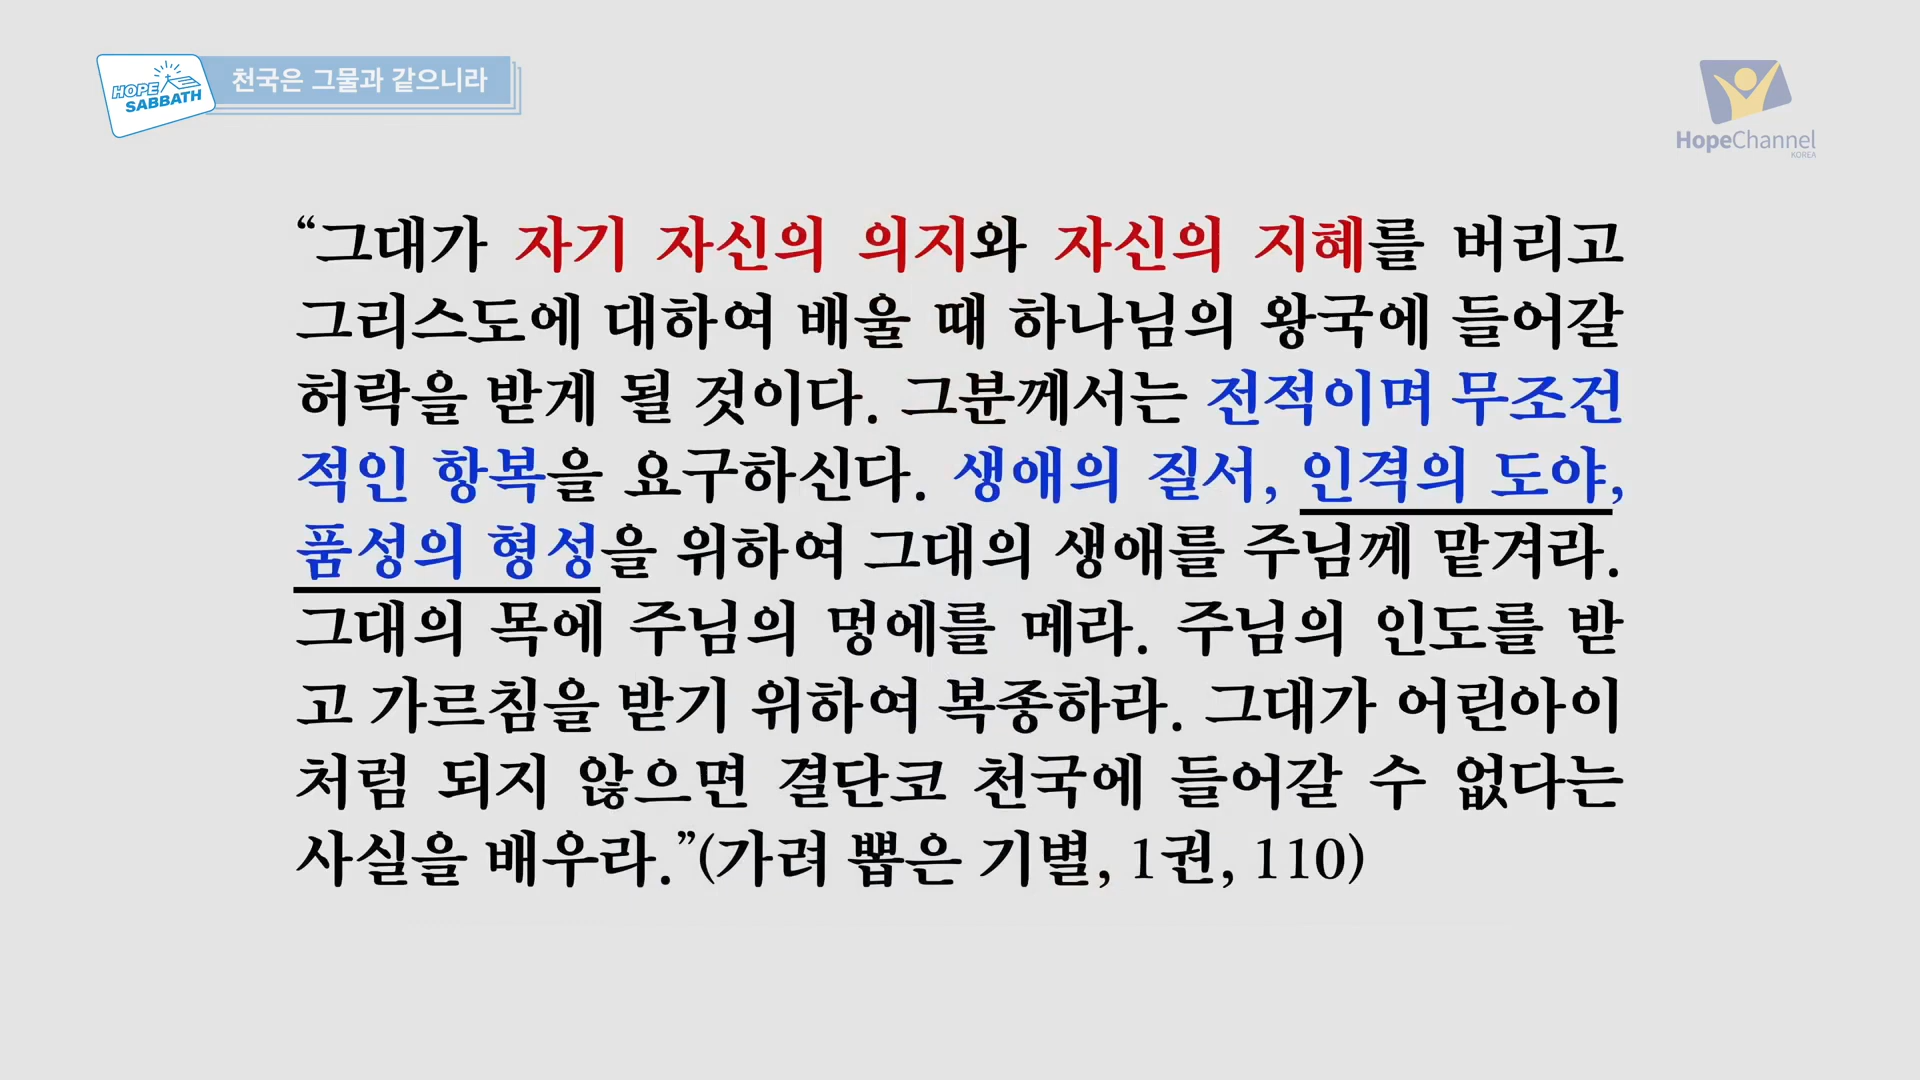 HOPE
SABBATH
천국은 그물과 같으니라
HopeChannel
KOREA
“그대가 자기 자신의 의지와 자신의 지혜를 버리고
그리스도에 대하여 배울 때 하나님의 왕국에 들어갈
허락을 받게 될 것이다. 그분께서는 전적이며 무조건
적인 항복을 요구하신다. 생애의 질서, 인격의 도야,
품성의 형성을 위하여 그대의 생애를 주님께 맡겨라.
그대의 목에 주님의 멍에를 메라. 주님의 인도를 받
고 가르침을 받기 위하여 복종하라. 그대가 어린아이
처럼 되지 않으면 결단코 천국에 들어갈 수 없다는
사실을 배우라.”(가려 뽑은 기별, 1권, 110)